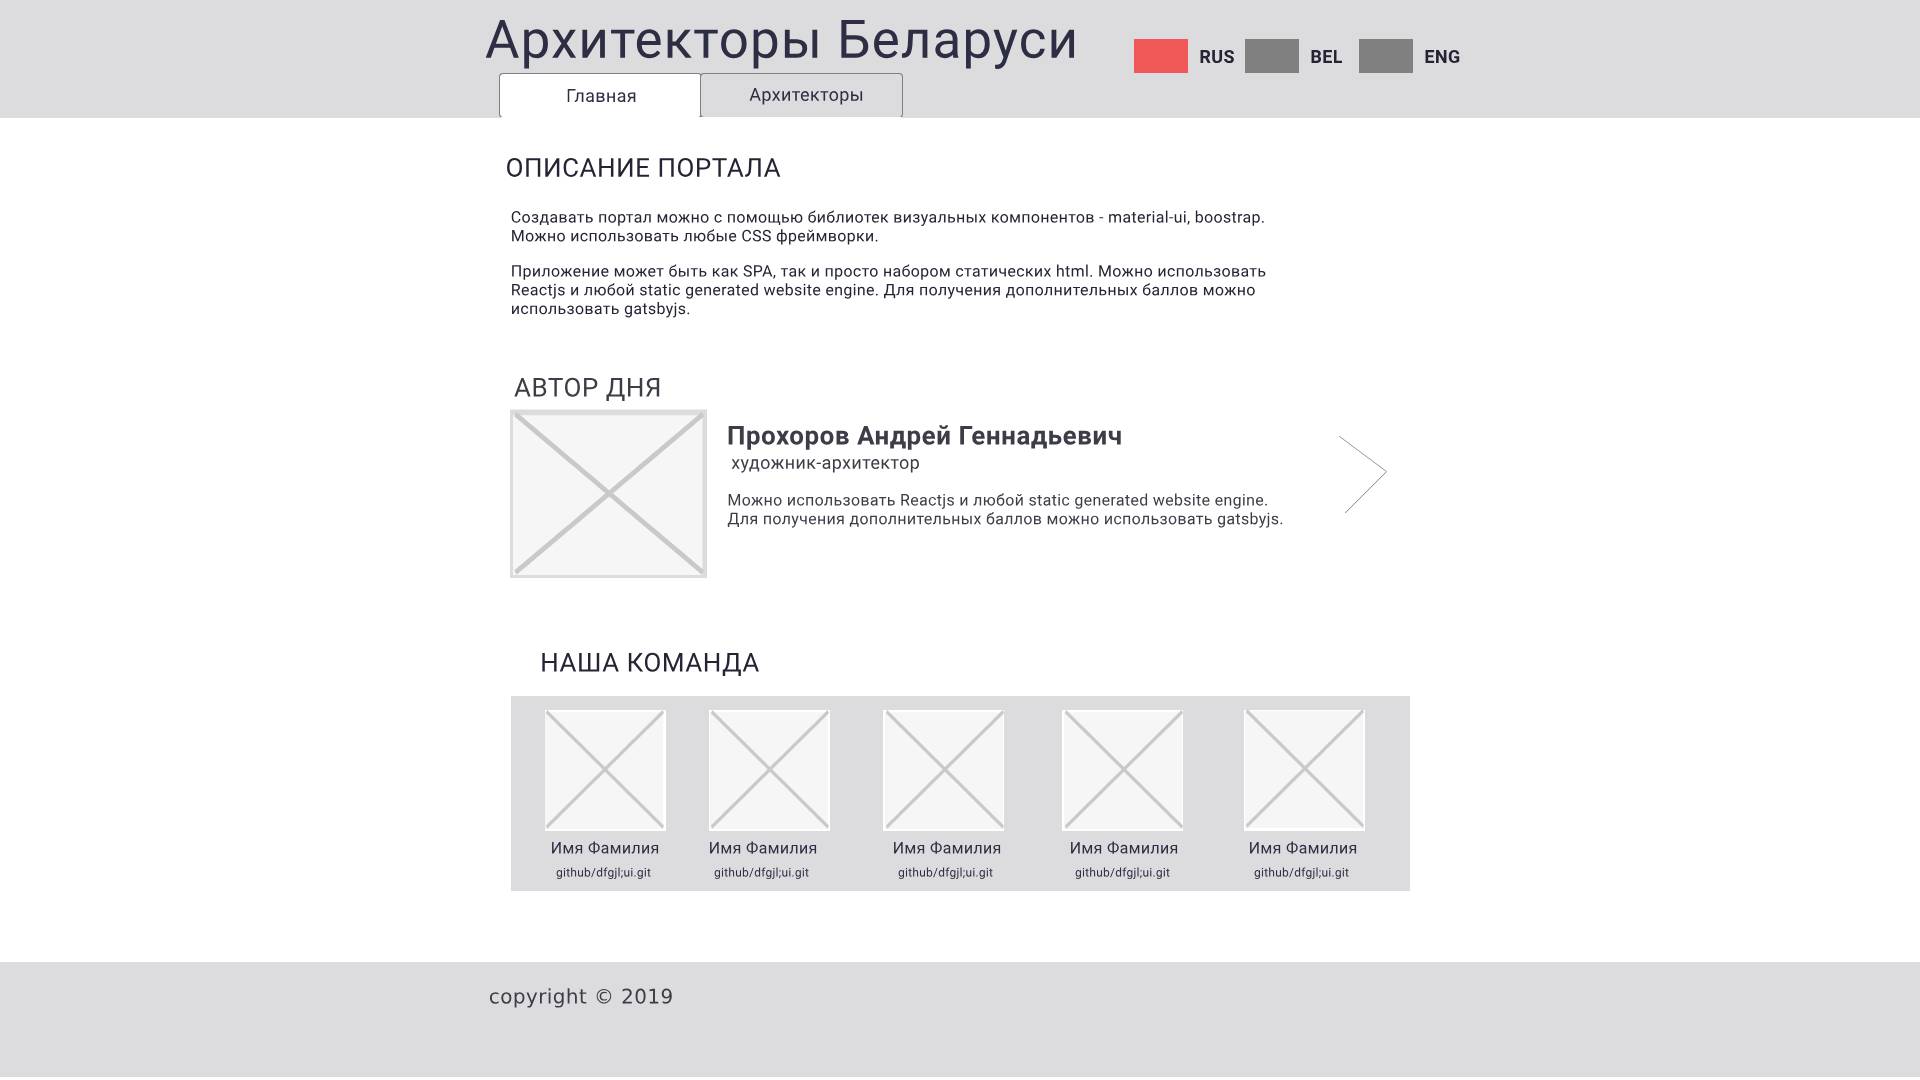 Архитекторы Беларуси
RUS BEL ENG
Главная Архитекторы
ОПИСАНИЕ ПОРТАЛА
Создавать портал можно с помощью библиотек визуальных компонентов - material-ui, boostrap.
Можно использовать любые CSS фреймворки.
Приложение может быть как SPA, так и просто набором статических html. Можно использовать
Reactjs и любой static generated website engine. Для получения дополнительных баллов можно
использовать gatsbyjs.
АВТОР ДНЯ
Прохоров Андрей Геннадьевич
художник-архитектор
Можно использовать Reactjs и любой static generated website engine.
Для получения дополнительных баллов можно использовать gatsbyjs.
НАША КОМАНДА
Имя Фамилия Имя Фамилия Имя Фамилия Имя Фамилия Имя Фамилия
github/dfgjl;ui.git github/dfgjl;ui.git github/dfgjl;ui.git github/dfgjl;ui.git github/dfgjl;ui.git
copyright © 2019